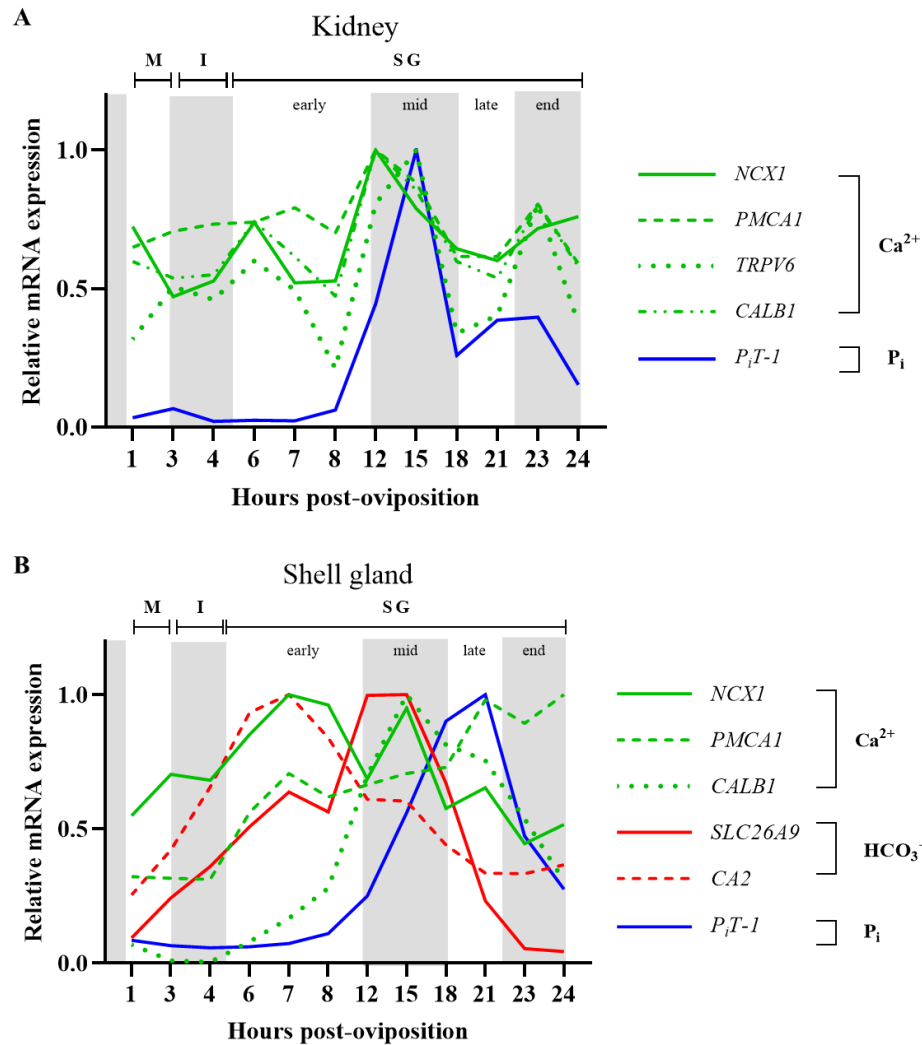 A
Kidney
M I SG
early mid late end
Relative mRNA expression
1.0
0.5
0.0
1 3 4 6 7 8 12 15 18 21 23 24
Hours post-oviposition
NCX1
PMCA1
TRPV6
CALB1
PiT-1
Ca2+
Pi
B
Shell gland
M I SG
early mid late end
Relative mRNA expression
1.0
0.5
0.0
1 3 4 6 7 8 12 15 18 21 23 24
Hours post-oviposition
NCX1
PMCA1
CALB1
SLC26A9
CA2
PiT-1
Ca2+
HCO3-
Pi